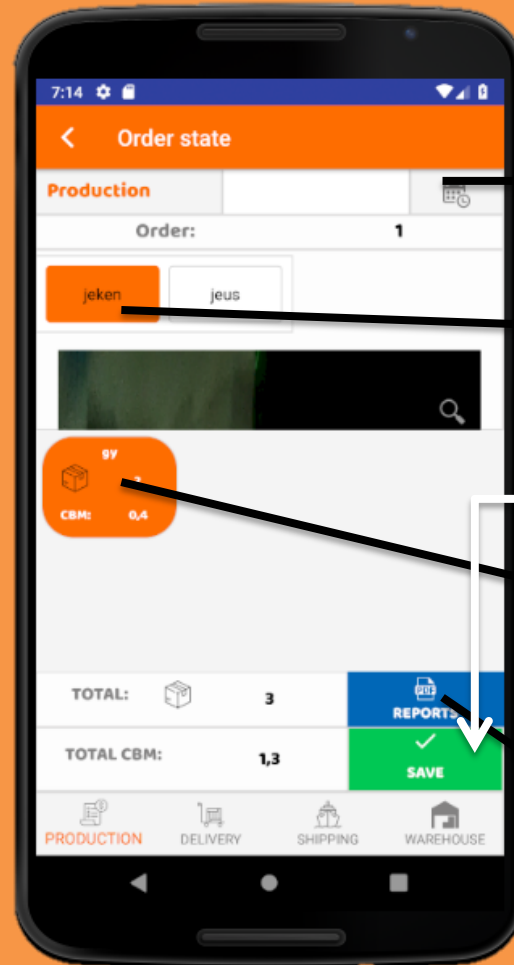 7:14
Order state
Production
Order: 1
jeken jeus
gy
CBM: 0,4
TOTAL: 3
PDF
REPORTS
TOTAL CBM: 1,3
SAVE
PRODUCTION DELIVERY SHIPPING WAREHOUSE